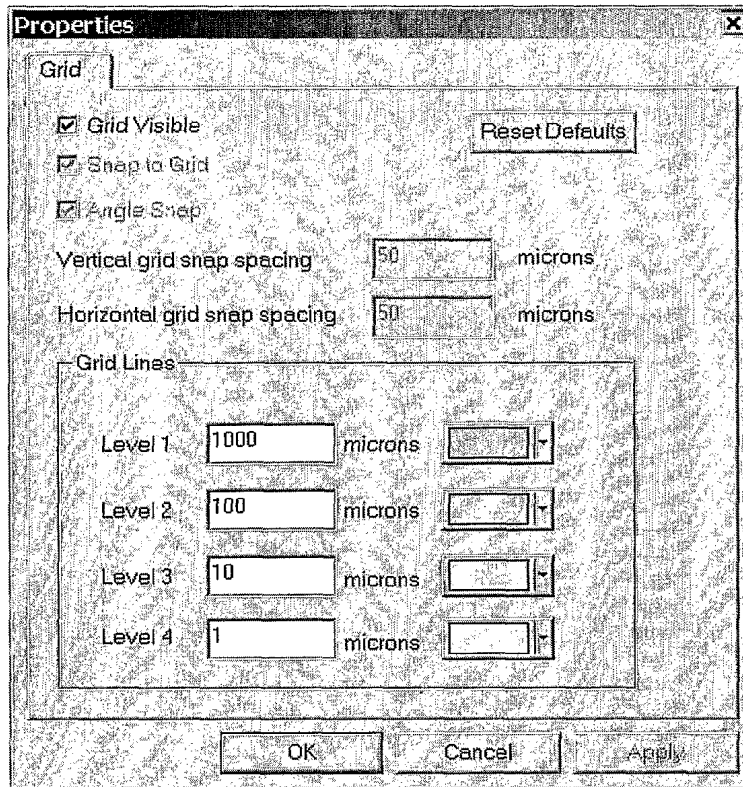 Properties
Grid
Grid Visible
Reset Defaults
Snap to Grid
Angle Snap
Vertical grid snap spacing 50 microns
Horizontal grid snap spacing 50 microns
Grid Lines
Level 1 1000 microns
Level 2 100 microns
Level 3 10 microns
Level 4 1 microns
OK Cancel Apply